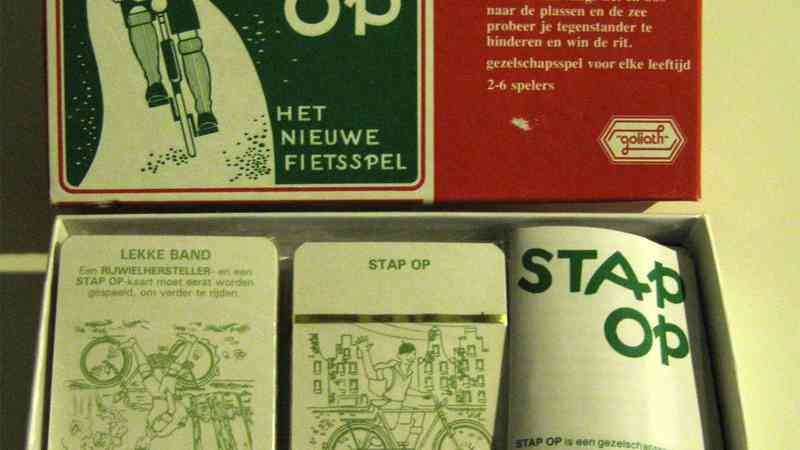 OP
HET
NIEUWE
FIETSSPEL
naar de plassen en de zee
probeer je tegenstander te
hinderen en win de rit.
gezelschapsspel voor elke leeftijd
2-6 spelers
goliath
LEKKE BAND
Een RIJWIELHERSTELLER- en een
STAP OP-kaart moet eerst worden
gespeeld, om verder te rijden.
STAP OP
STAP
OP
STAP OP is een